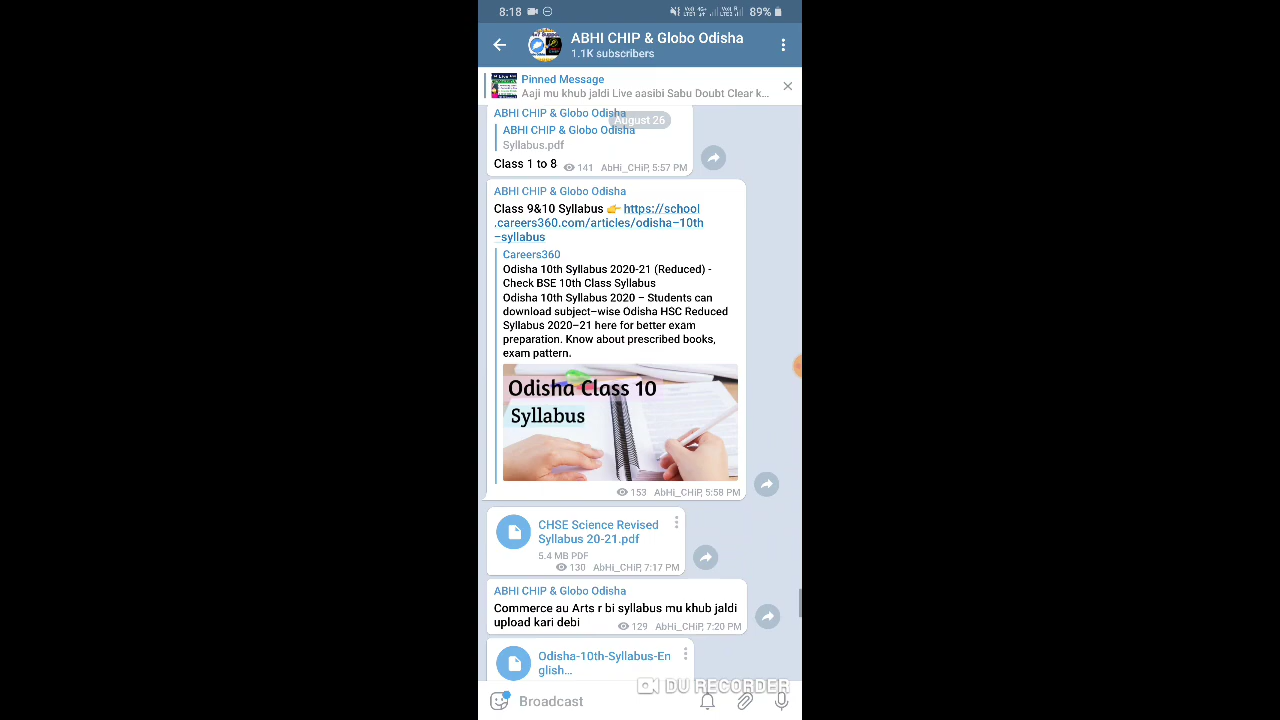 8:18
89%
ABHI CHIP & Globo Odisha
1.1K subscribers
Pinned Message
Aaji mu khub jaldi Live aasibi Sabu Doubt Clear k...
August 26
ABHI CHIP & Globo Odisha
ABHI CHIP & Globo Odisha
Syllabus.pdf
Class 1 to 8
141 AbHi_CHiP, 5:57 PM
ABHI CHIP & Globo Odisha
Class 9&10 Syllabus 👉 https://school
.careers360.com/articles/odisha-10th
-syllabus
Careers360
Odisha 10th Syllabus 2020-21 (Reduced) -
Check BSE 10th Class Syllabus
Odisha 10th Syllabus 2020 – Students can
download subject-wise Odisha HSC Reduced
Syllabus 2020-21 here for better exam
preparation. Know about prescribed books,
exam pattern.
Odisha Class 10
Syllabus
153 AbHi_CHiP, 5:58 PM
CHSE Science Revised
Syllabus 20-21.pdf
5.4 MB PDF
130 AbHi_CHiP, 7:17 PM
ABHI CHIP & Globo Odisha
Commerce au Arts r bi syllabus mu khub jaldi
upload kari debi
129 AbHi_CHiP, 7:20 PM
Odisha-10th-Syllabus-En
glish...
DU RECORDER
Broadcast